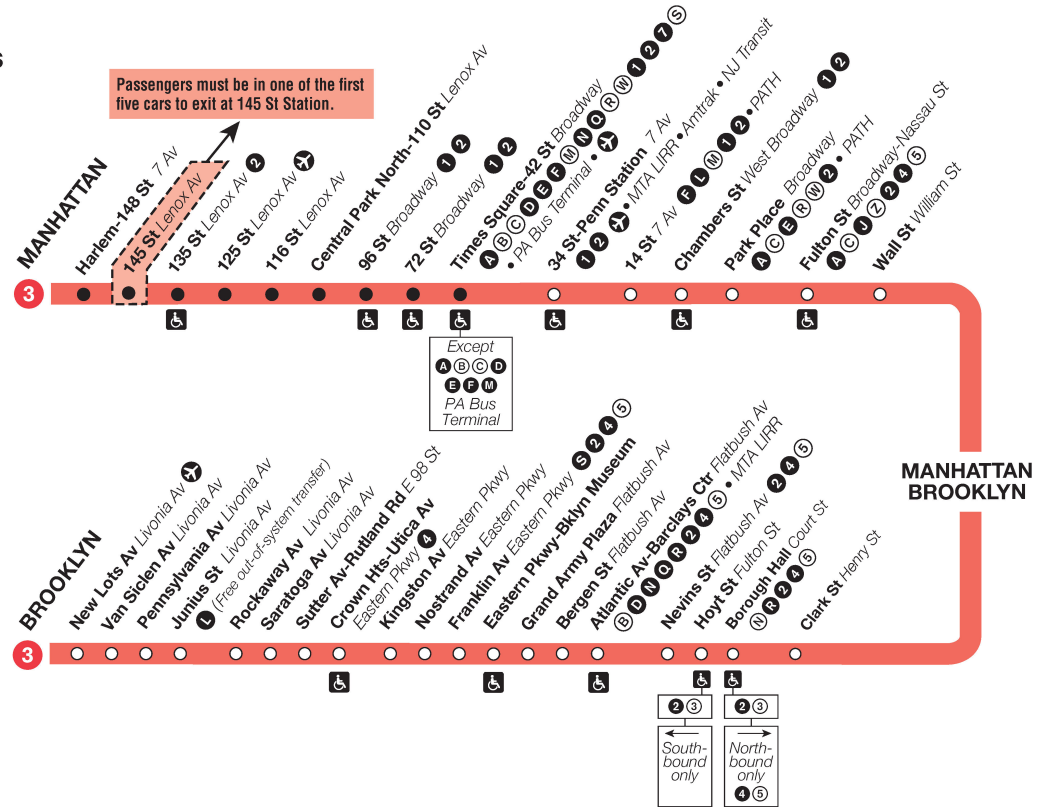 s
Passengers must be in one of the first
five cars to exit at 145 St Station.
MANHATTAN
3
Harlem-148 St 7 Av
145 St Lenox Av
135 St Lenox Av 2
125 St Lenox Av
116 St Lenox Av
Central Park North-110 St Lenox Av
96 St Broadway 1 2
72 St Broadway 1 2
Times Square-42 St Broadway
A B C D E F M N Q R W 1 2 7 S
• PA Bus Terminal •
34 St-Penn Station 7 Av
1 2 • MTA LIRR • Amtrak • NJ Transit
14 St 7 Av F L M 1 2 • PATH
Chambers St West Broadway 1 2
Park Place Broadway
A C E R W 2 • PATH
Fulton St Broadway-Nassau St
A C J Z 2 4 5
Wall St William St
Except
A B C D
E F M
PA Bus
Terminal
MANHATTAN
BROOKLYN
BROOKLYN
3
New Lots Av Livonia Av
Van Siclen Av Livonia Av
Pennsylvania Av Livonia Av
Junius St Livonia Av
L (Free out-of-system transfer)
Rockaway Av Livonia Av
Saratoga Av Livonia Av
Sutter Av-Rutland Rd E 98 St
Crown Hts-Utica Av
Eastern Pkwy 4
Kingston Av Eastern Pkwy
Nostrand Av Eastern Pkwy
Franklin Av Eastern Pkwy S 2 4 5
Eastern Pkwy-Bklyn Museum
Grand Army Plaza Flatbush Av
Bergen St Flatbush Av
Atlantic Av-Barclays Ctr Flatbush Av
B D N Q R 2 4 5 • MTA LIRR
Nevins St Flatbush Av 2 4 5
Hoyt St Fulton St
Borough Hall Court St
N R 2 4 5
Clark St Henry St
2 3
South-
bound
only
2 3
North-
bound
only
4 5